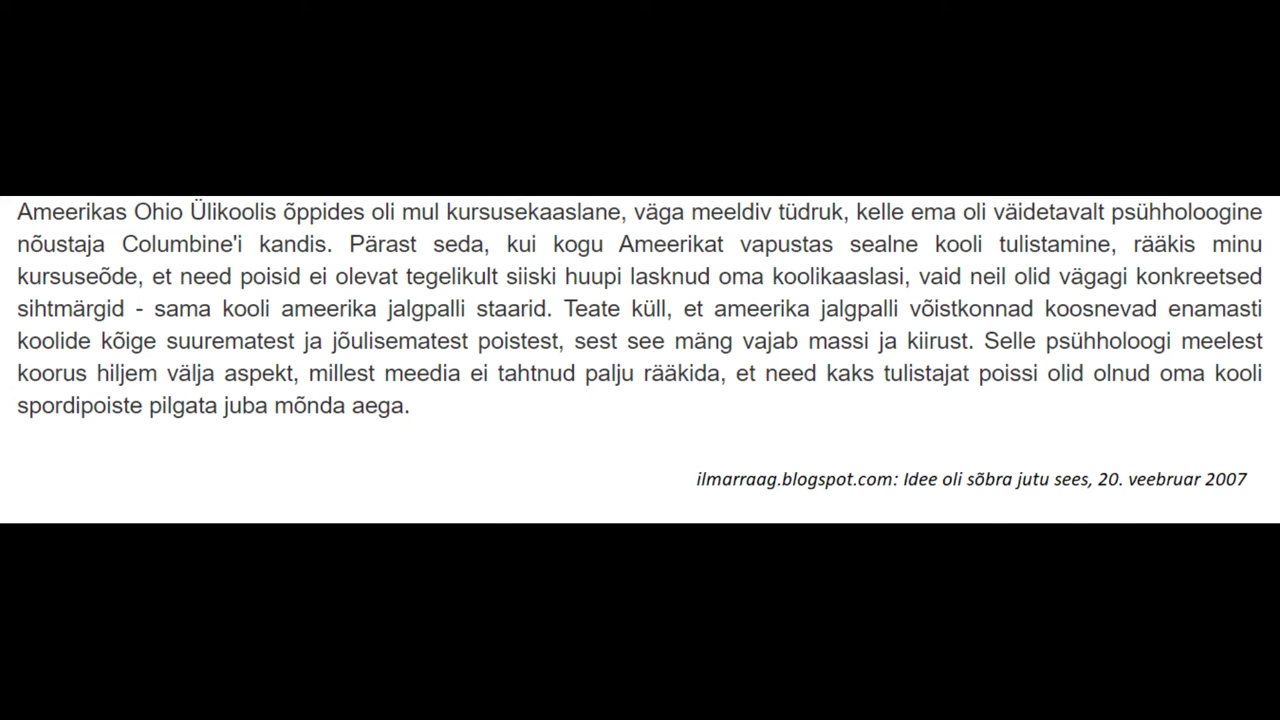 Ameerikas Ohio Ülikoolis õppides oli mul kursusekaaslane, väga meeldiv tüdruk, kelle ema oli väidetavalt psühholoogine
nõustaja Columbine'i kandis. Pärast seda, kui kogu Ameerikat vapustas sealne kooli tulistamine, rääkis minu
kursuseõde, et need poisid ei olevat tegelikult siiski huupi lasknud oma koolikaaslasi, vaid neil olid vägagi konkreetsed
sihtmärgid - sama kooli ameerika jalgpalli staarid. Teate küll, et ameerika jalgpalli võistkonnad koosnevad enamasti
koolide kõige suurematest ja jõulisematest poistest, sest see mäng vajab massi ja kiirust. Selle psühholoogi meelest
koorus hiljem välja aspekt, millest meedia ei tahtnud palju rääkida, et need kaks tulistajat poissi olid olnud oma kooli
spordipoiste pilgata juba mõnda aega.
ilmarraag.blogspot.com: Idee oli sõbra jutu sees, 20. veebruar 2007